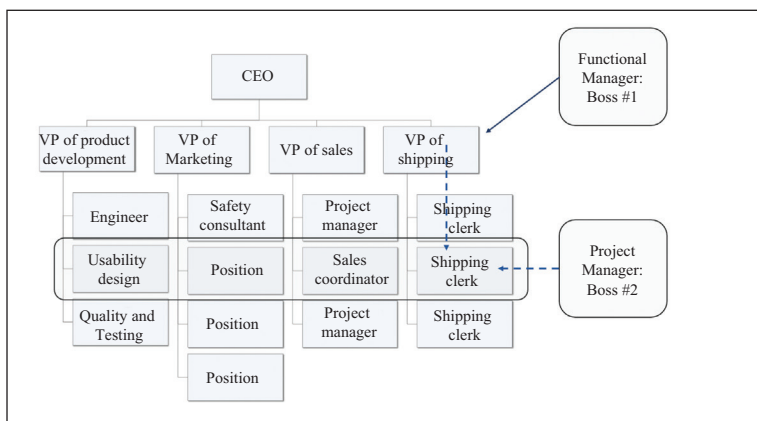 CEO
Functional
Manager:
Boss #1
VP of product
development
VP of
Marketing
VP of sales
VP of
shipping
Engineer
Safety
consultant
Project
manager
Shipping
clerk
Usability
design
Position
Sales
coordinator
Shipping
clerk
Project
Manager:
Boss #2
Quality and
Testing
Position
Project
manager
Shipping
clerk
Position